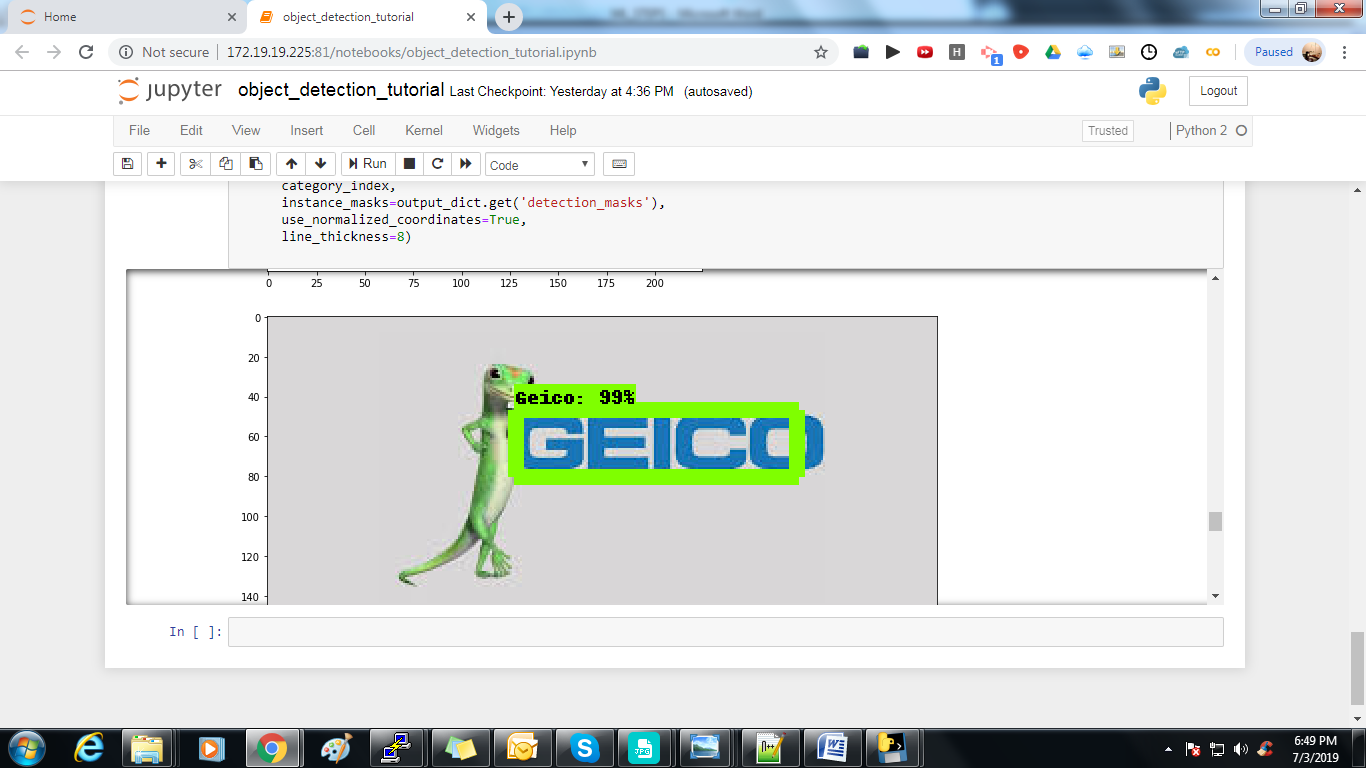 Home
object_detection_tutorial
Not secure
172.19.19.225:81/notebooks/object_detection_tutorial.ipynb
H
1
Paused
jupyter
object_detection_tutorial Last Checkpoint: Yesterday at 4:36 PM (autosaved)
Logout
File Edit View Insert Cell Kernel Widgets Help
Trusted
Python 2
Run
Code
category_index,
instance_masks=output_dict.get('detection_masks'),
use_normalized_coordinates=True,
line_thickness=8)
0 25 50 75 100 125 150 175 200
0
20
40
60
80
100
120
140
Geico: 99%
GEICO
In [ ]:
JPG
6:49 PM
7/3/2019